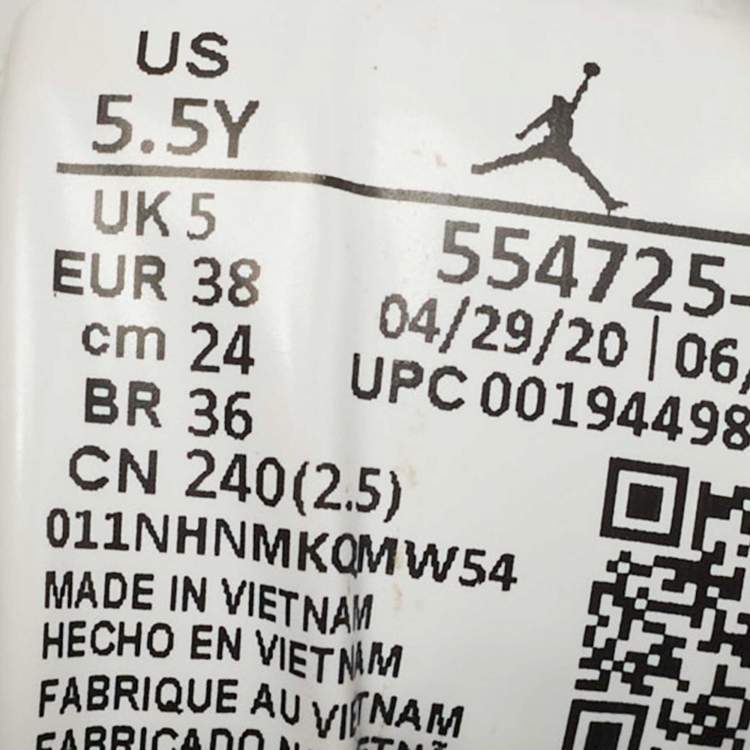 US
5.5Y
UK 5
EUR 38
cm 24
BR 36
CN 240(2.5)
011NHNMKQMW54
MADE IN VIETNAM
HECHO EN VIETNAM
FABRIQUE AU VIETNAM
FABRICADO
554725-
04/29/20 | 06/
UPC 00194498